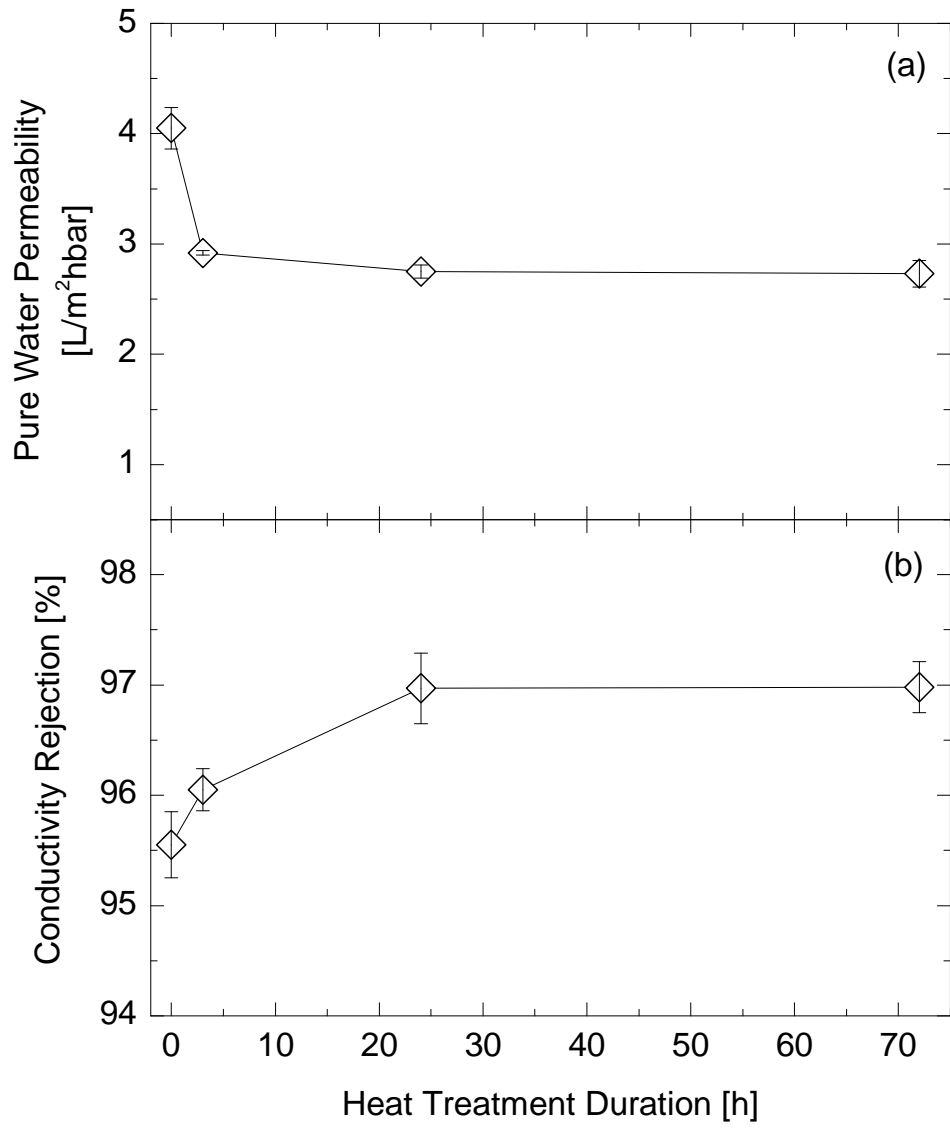 (a)
Pure Water Permeability
[L/m²hbar]
5
4
3
2
1
(b)
Conductivity Rejection [%]
98
97
96
95
94
0 10 20 30 40 50 60 70
Heat Treatment Duration [h]